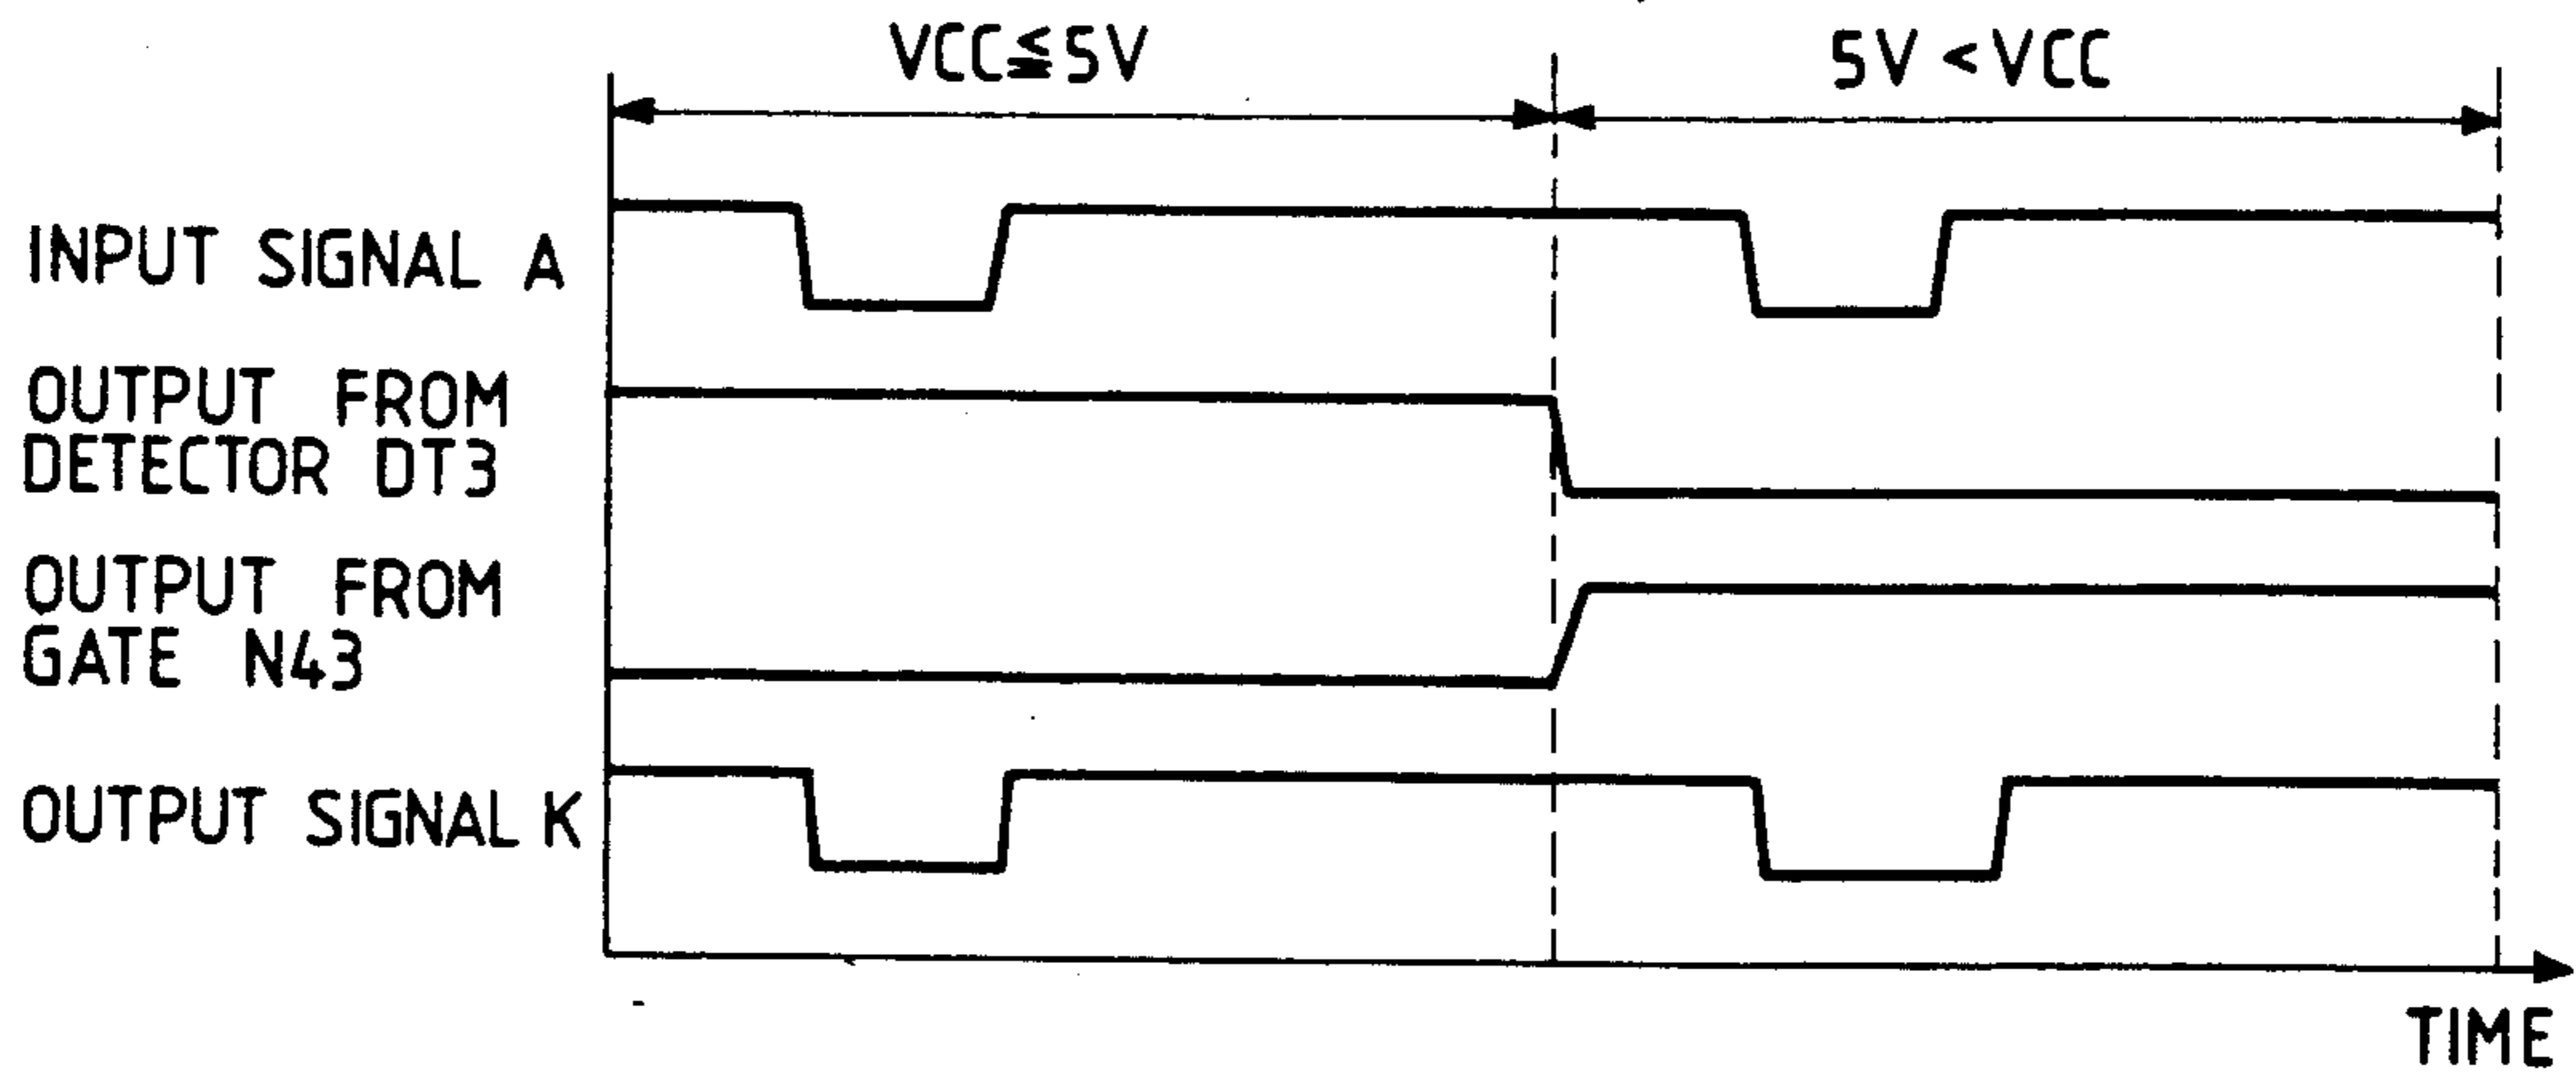 VCC≦5V
5V<VCC
INPUT SIGNAL A
OUTPUT FROM
DETECTOR DT3
OUTPUT FROM
GATE N43
OUTPUT SIGNAL K
TIME